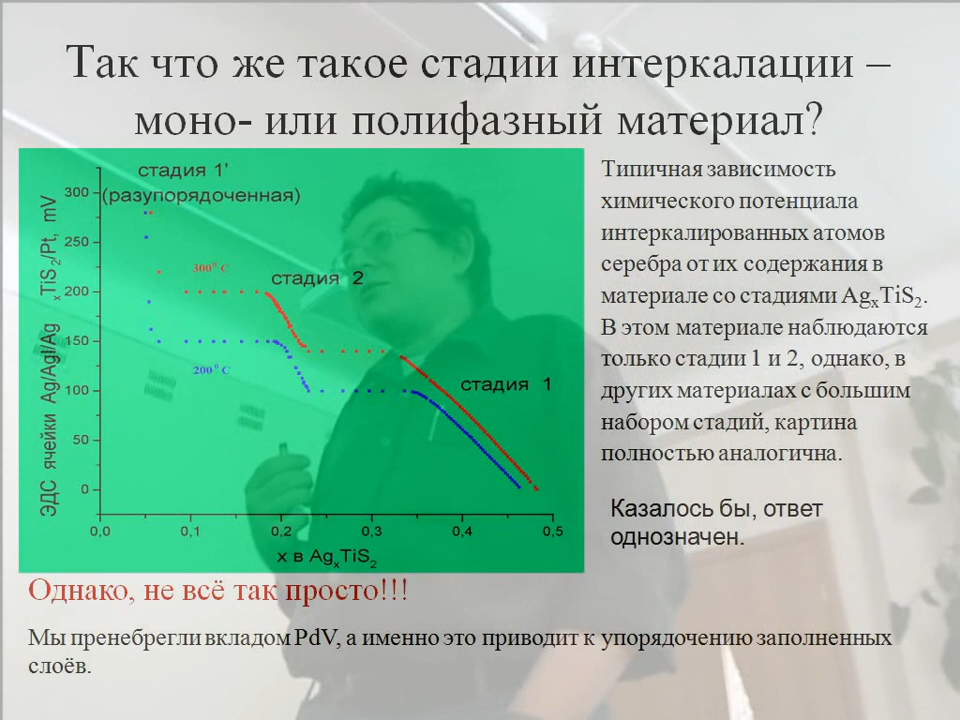 Так что же такое стадии интеркалации –
моно- или полифазный материал?
стадия 1'
(разупорядоченная)
ЭДС ячейки Ag/AgI/AgxTiS2/Pt, mV
300
250
200
150
100
50
0
300° C
стадия 2
200° C
стадия 1
0,0 0,1 0,2 0,3 0,4 0,5
x в AgxTiS2
Типичная зависимость
химического потенциала
интеркалированных атомов
серебра от их содержания в
материале со стадиями AgxTiS2.
В этом материале наблюдаются
только стадии 1 и 2, однако, в
других материалах с большим
набором стадий, картина
полностью аналогична.
Казалось бы, ответ
однозначен.
Однако, не всё так просто!!!
Мы пренебрегли вкладом PdV, а именно это приводит к упорядочению заполненных
слоёв.